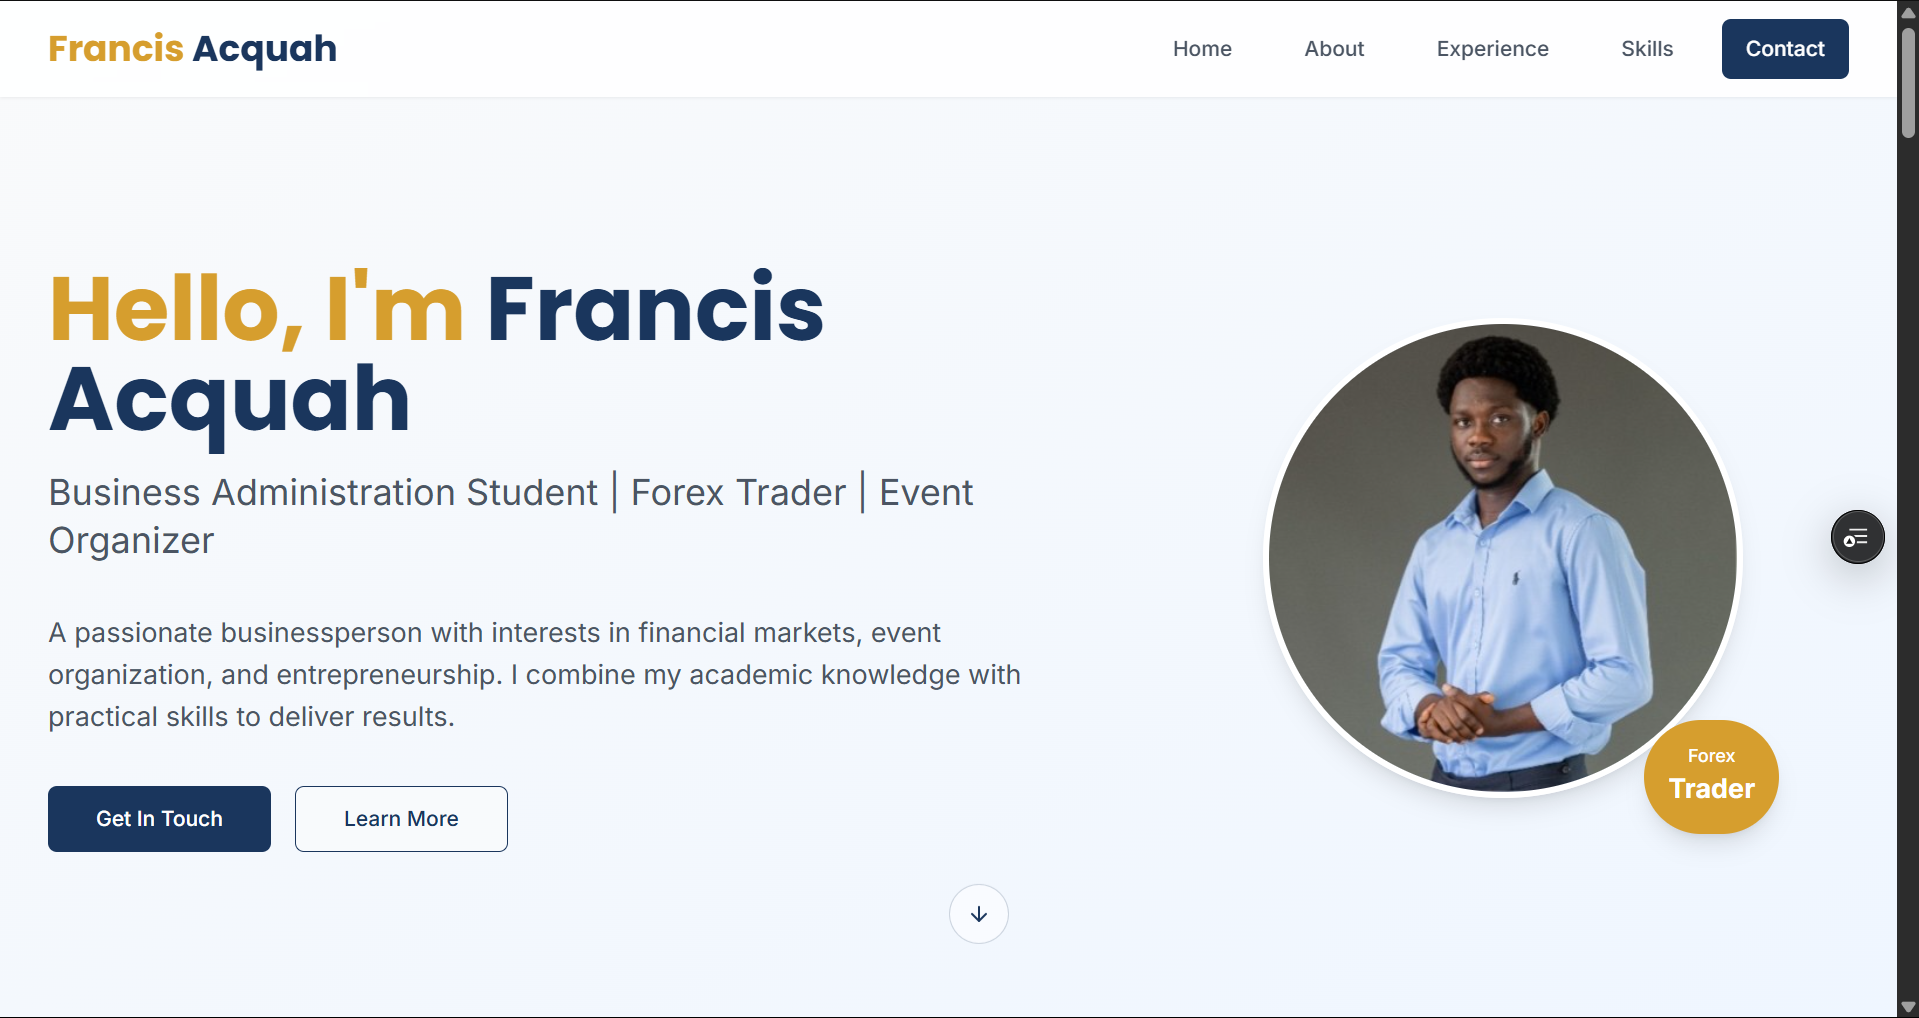 Francis Acquah
Home
About
Experience
Skills
Contact
Hello, I'm Francis
Acquah
Business Administration Student | Forex Trader | Event
Organizer
A passionate businessperson with interests in financial markets, event
organization, and entrepreneurship. I combine my academic knowledge with
practical skills to deliver results.
Get In Touch
Learn More
Forex
Trader